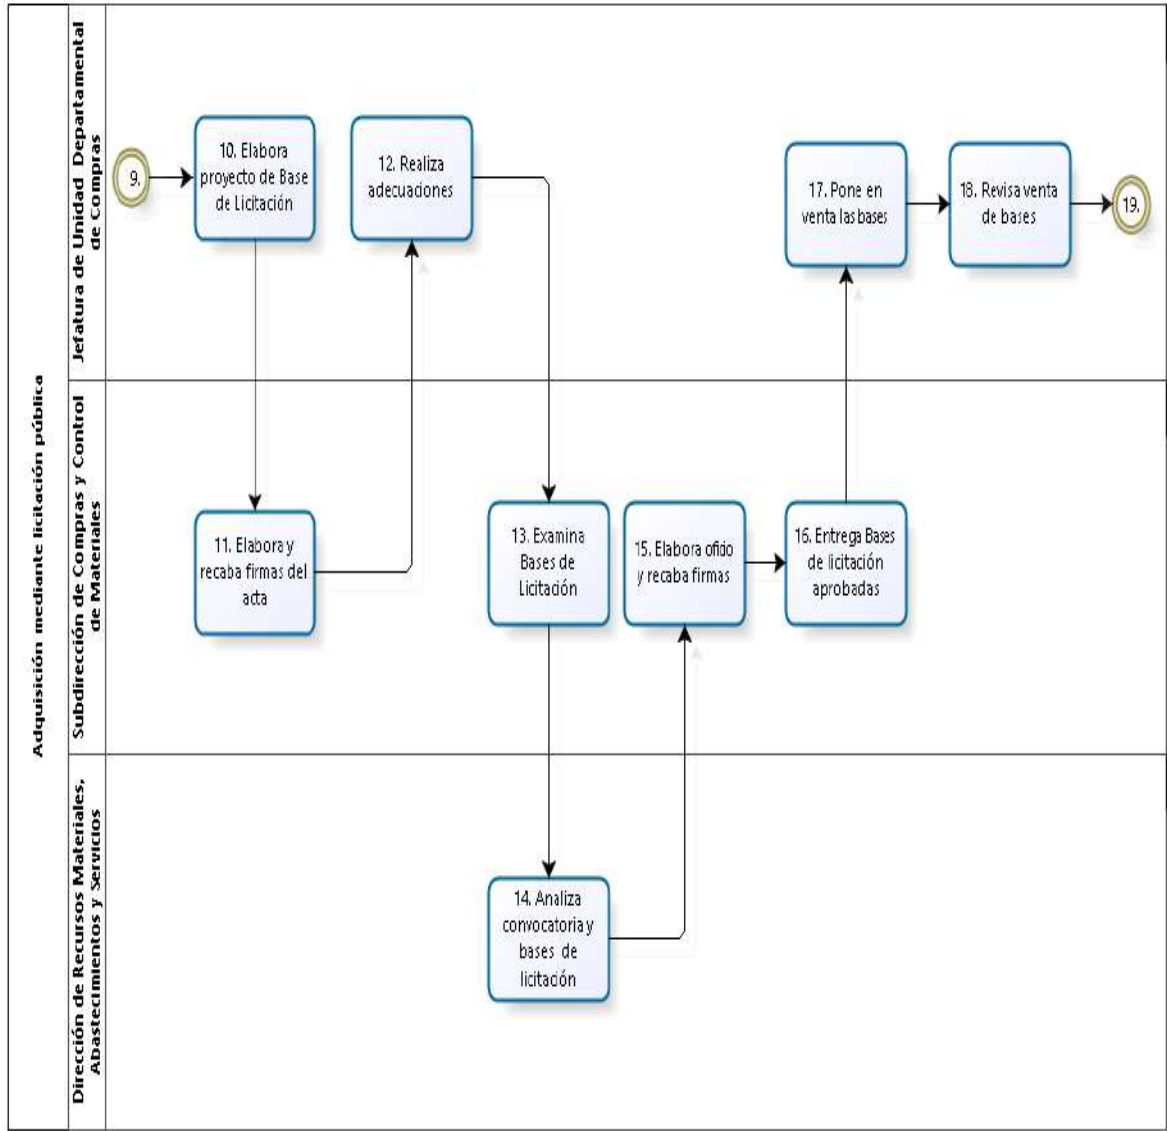 Adquisición mediante licitación pública
Jefatura de Unidad Departamental
de Compras
9.
10. Elabora
proyecto de Base
de Licitación
12. Realiza
adecuaciones
17. Pone en
venta las bases
18. Revisa venta
de bases
19.
Subdirección de Compras y Control
de Materiales
11. Elabora y
recaba firmas del
acta
13. Examina
Bases de
Licitación
15. Elabora oficio
y recaba firmas
16. Entrega Bases
de licitación
aprobadas
Dirección de Recursos Materiales,
Abastecimientos y Servicios
14. Analiza
convocatoria y
bases de
licitación